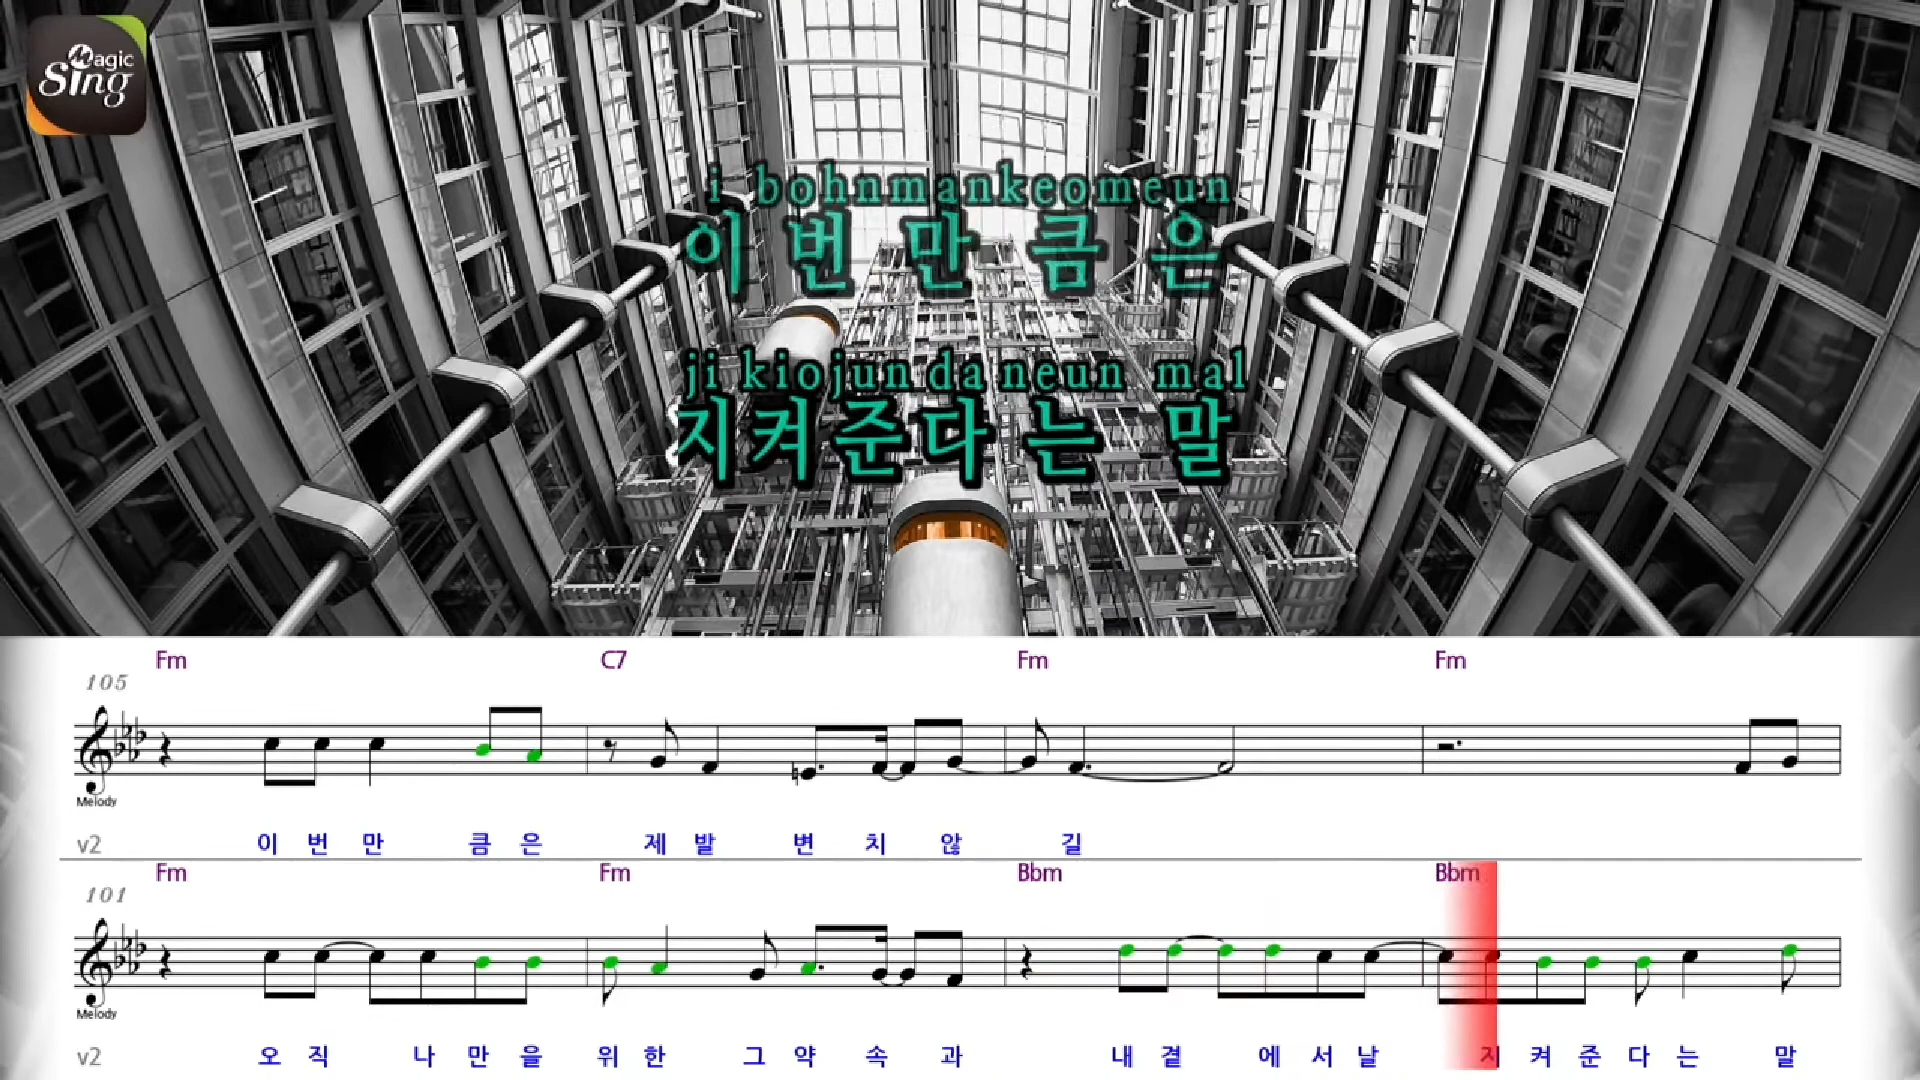 Magic
Sing
i bohnmankeomeun
이번만큼은
ji kiojun da neun mal
지켜준다는 말
Fm C7 Fm Fm
105
Melody
v2 이 번 만 큼 은 제 발 변 치 않 길
Fm Fm Bbm Bbm
101
Melody
v2 오 직 나 만 을 위 한 그 약 속 과 내 곁 에 서 날 지 켜 준 다 는 말